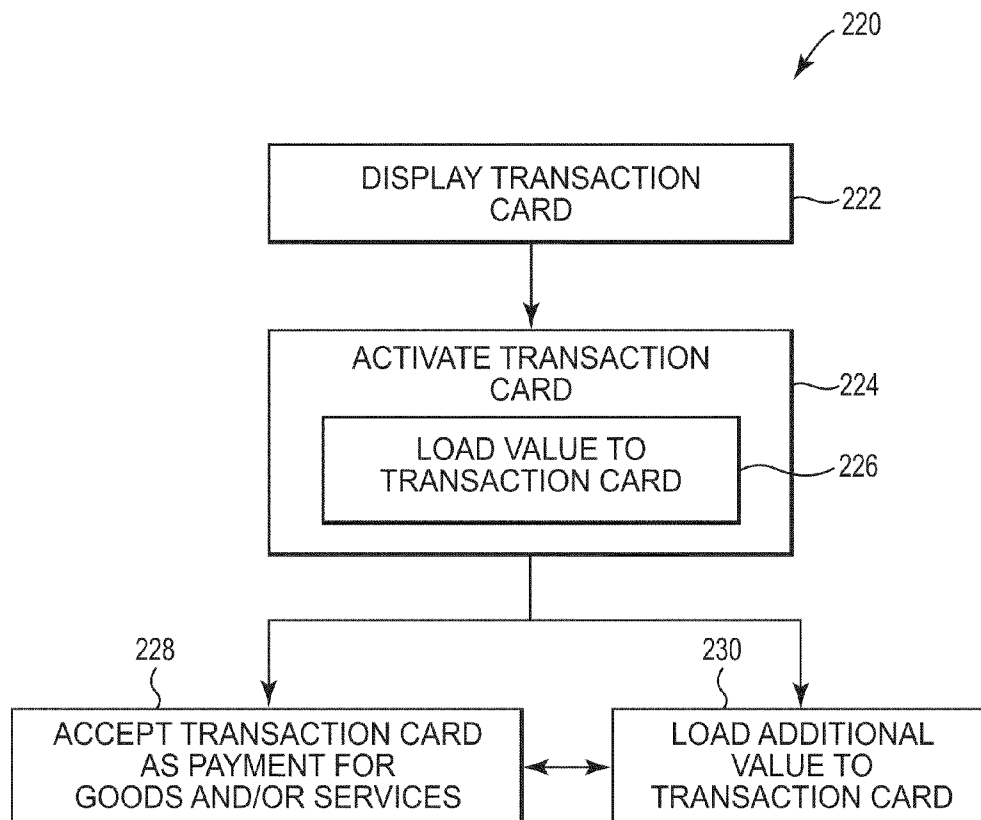 220
DISPLAY TRANSACTION
CARD
222
ACTIVATE TRANSACTION
CARD
224
LOAD VALUE TO
TRANSACTION CARD
226
228
230
ACCEPT TRANSACTION CARD
AS PAYMENT FOR
GOODS AND/OR SERVICES
LOAD ADDITIONAL
VALUE TO
TRANSACTION CARD